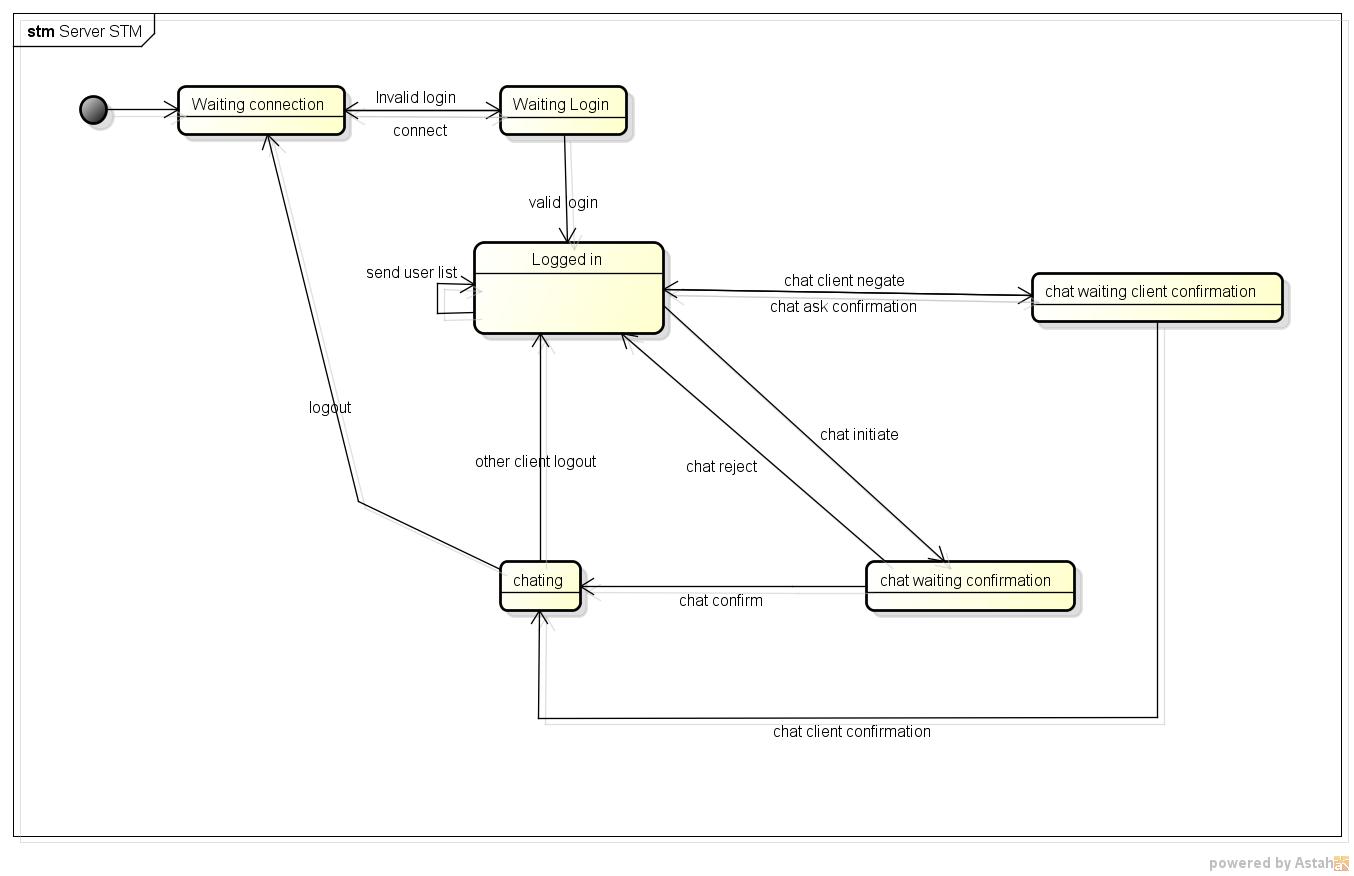 stm Server STM
Waiting connection
Invalid login
connect
Waiting Login
valid login
Logged in
send user list
chat client negate
chat ask confirmation
chat waiting client confirmation
logout
other client logout
chat reject
chat initiate
chating
chat confirm
chat waiting confirmation
chat client confirmation
powered by Astah